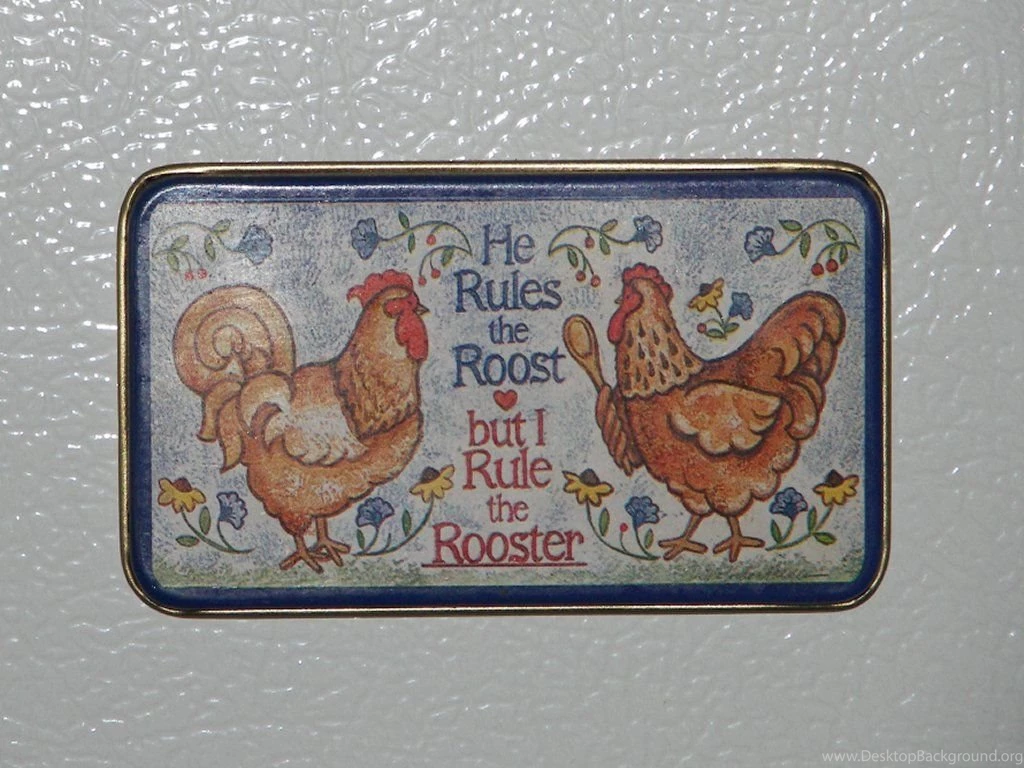 He
Rules
the
Roost
but I
Rule
the
Rooster
www.DesktopBackground.org